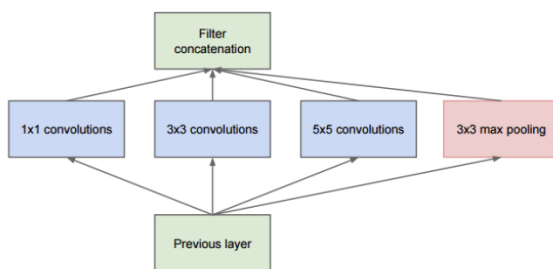 Filter
concatenation
1x1 convolutions
3x3 convolutions
5x5 convolutions
3x3 max pooling
Previous layer